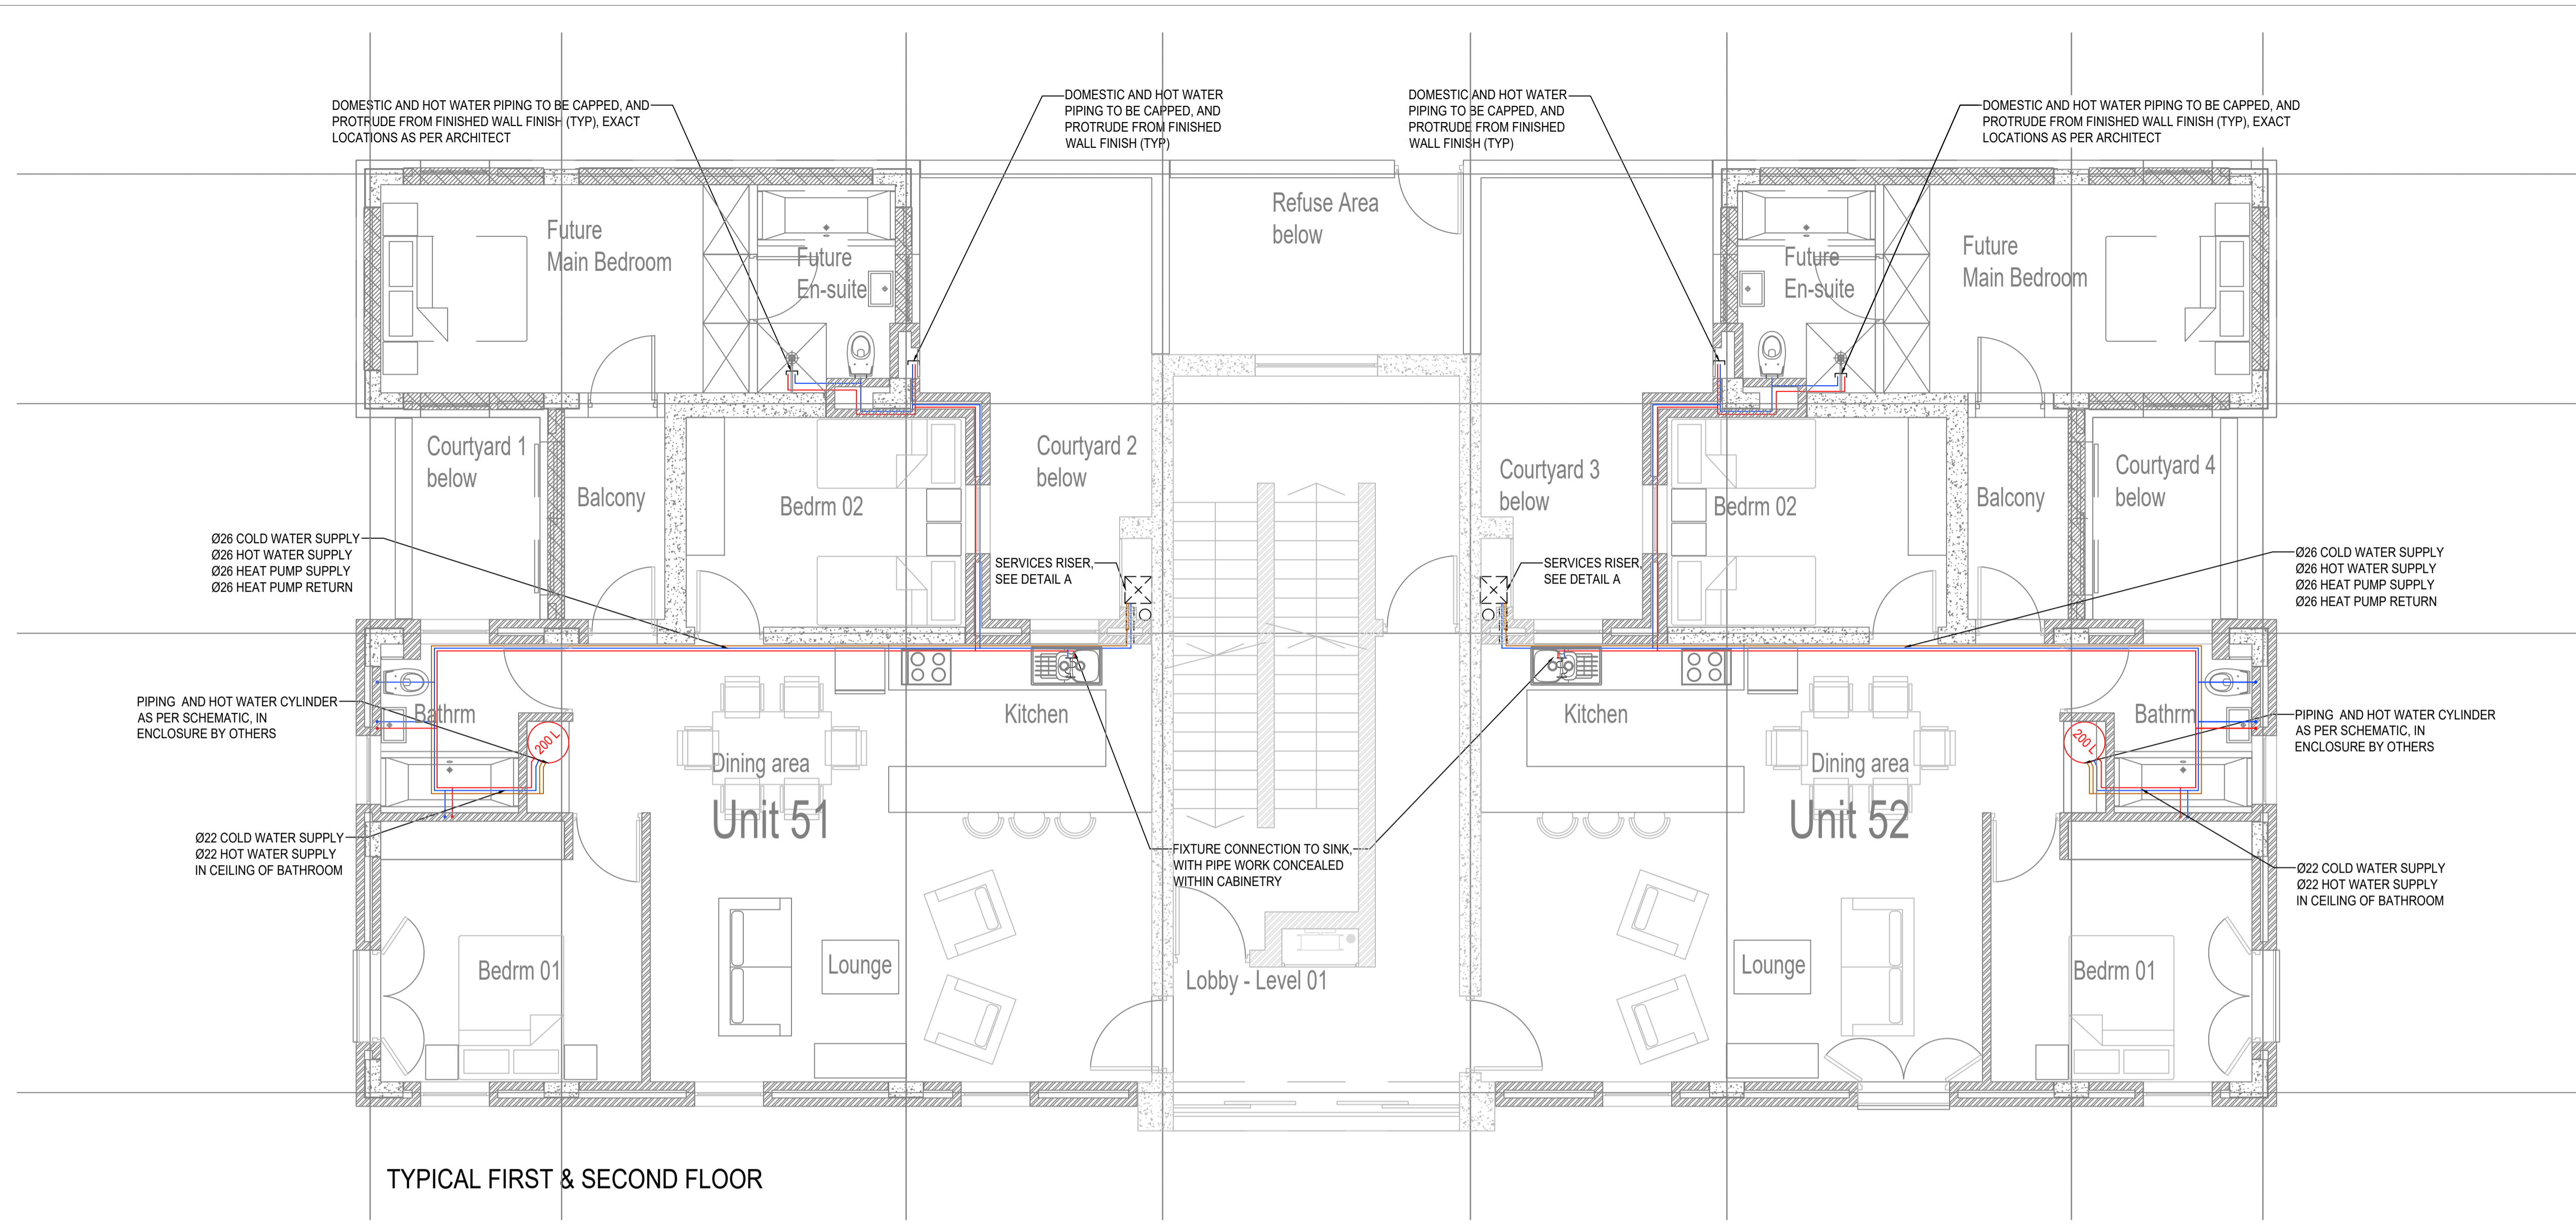 DOMESTIC AND HOT WATER PIPING TO BE CAPPED, AND
PROTRUDE FROM FINISHED WALL FINISH (TYP), EXACT
LOCATIONS AS PER ARCHITECT
DOMESTIC AND HOT WATER
PIPING TO BE CAPPED, AND
PROTRUDE FROM FINISHED
WALL FINISH (TYP)
DOMESTIC AND HOT WATER
PIPING TO BE CAPPED, AND
PROTRUDE FROM FINISHED
WALL FINISH (TYP)
DOMESTIC AND HOT WATER PIPING TO BE CAPPED, AND
PROTRUDE FROM FINISHED WALL FINISH (TYP), EXACT
LOCATIONS AS PER ARCHITECT
Future
Main Bedroom
Future
En-suite
Refuse Area
below
Future
En-suite
Future
Main Bedroom
Courtyard 1
below
Balcony
Bedrm 02
Courtyard 2
below
Courtyard 3
below
Bedrm 02
Balcony
Courtyard 4
below
Ø26 COLD WATER SUPPLY
Ø26 HOT WATER SUPPLY
Ø26 HEAT PUMP SUPPLY
Ø26 HEAT PUMP RETURN
SERVICES RISER,
SEE DETAIL A
SERVICES RISER,
SEE DETAIL A
Ø26 COLD WATER SUPPLY
Ø26 HOT WATER SUPPLY
Ø26 HEAT PUMP SUPPLY
Ø26 HEAT PUMP RETURN
PIPING AND HOT WATER CYLINDER
AS PER SCHEMATIC, IN
ENCLOSURE BY OTHERS
Bathrm
200 L
Kitchen
Kitchen
200 L
Bathrm
PIPING AND HOT WATER CYLINDER
AS PER SCHEMATIC, IN
ENCLOSURE BY OTHERS
Dining area
Unit 51
Dining area
Unit 52
Ø22 COLD WATER SUPPLY
Ø22 HOT WATER SUPPLY
IN CEILING OF BATHROOM
FIXTURE CONNECTION TO SINK,
WITH PIPE WORK CONCEALED
WITHIN CABINETRY
Ø22 COLD WATER SUPPLY
Ø22 HOT WATER SUPPLY
IN CEILING OF BATHROOM
Bedrm 01
Lounge
Lobby - Level 01
Lounge
Bedrm 01
TYPICAL FIRST & SECOND FLOOR